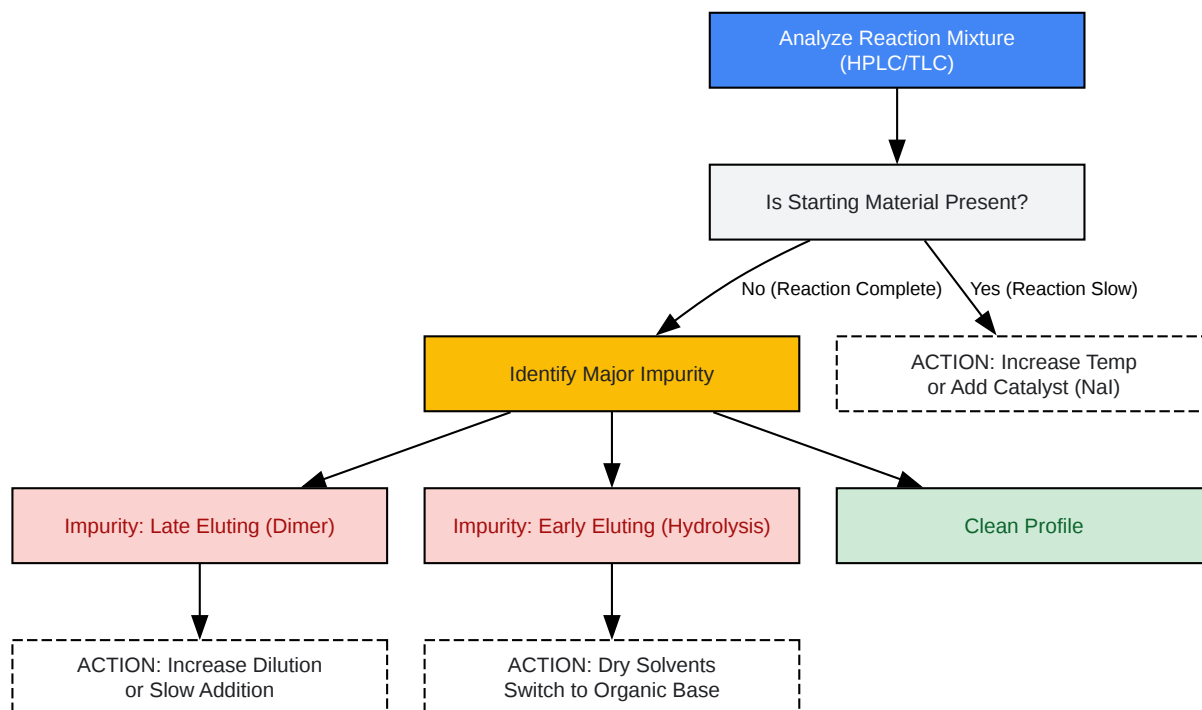 Analyze Reaction Mixture
(HPLC/TLC)
Is Starting Material Present?
No (Reaction Complete)
Yes (Reaction Slow)
Identify Major Impurity
ACTION: Increase Temp
or Add Catalyst (NaI)
Impurity: Late Eluting (Dimer)
Impurity: Early Eluting (Hydrolysis)
Clean Profile
ACTION: Increase Dilution
or Slow Addition
ACTION: Dry Solvents
Switch to Organic Base